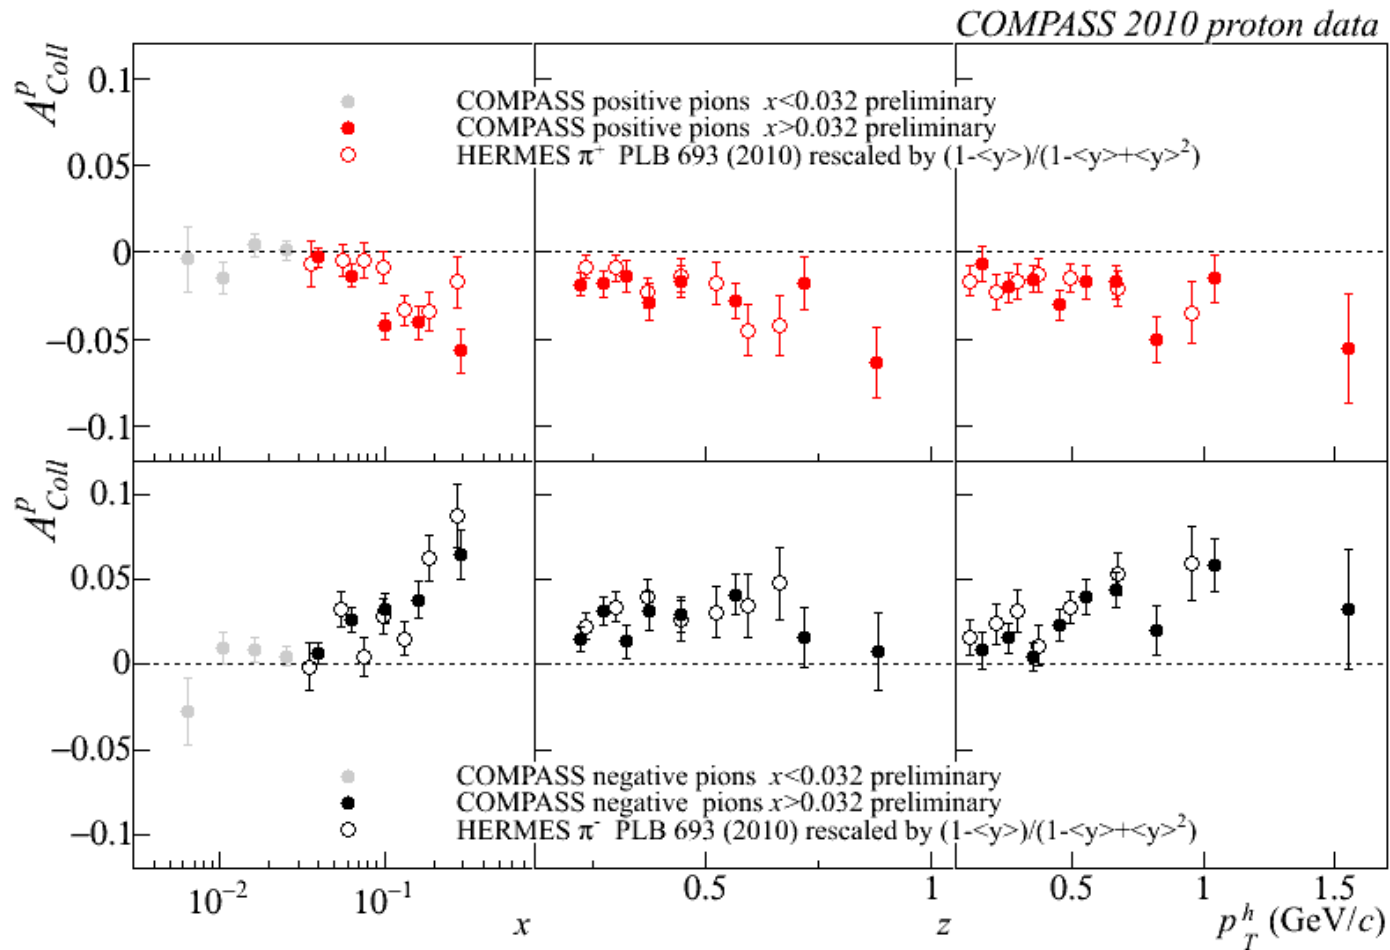 COMPASS 2010 proton data
A^p_Coll
0.1
0.05
0
−0.05
−0.1
COMPASS positive pions x<0.032 preliminary
COMPASS positive pions x>0.032 preliminary
HERMES π⁺ PLB 693 (2010) rescaled by (1-<y>)/(1-<y>+<y>²)
A^p_Coll
0.1
0.05
0
−0.05
−0.1
COMPASS negative pions x<0.032 preliminary
COMPASS negative pions x>0.032 preliminary
HERMES π⁻ PLB 693 (2010) rescaled by (1-<y>)/(1-<y>+<y>²)
10⁻² 10⁻¹
x
0.5 1
z
0.5 1 1.5
p_T^h (GeV/c)